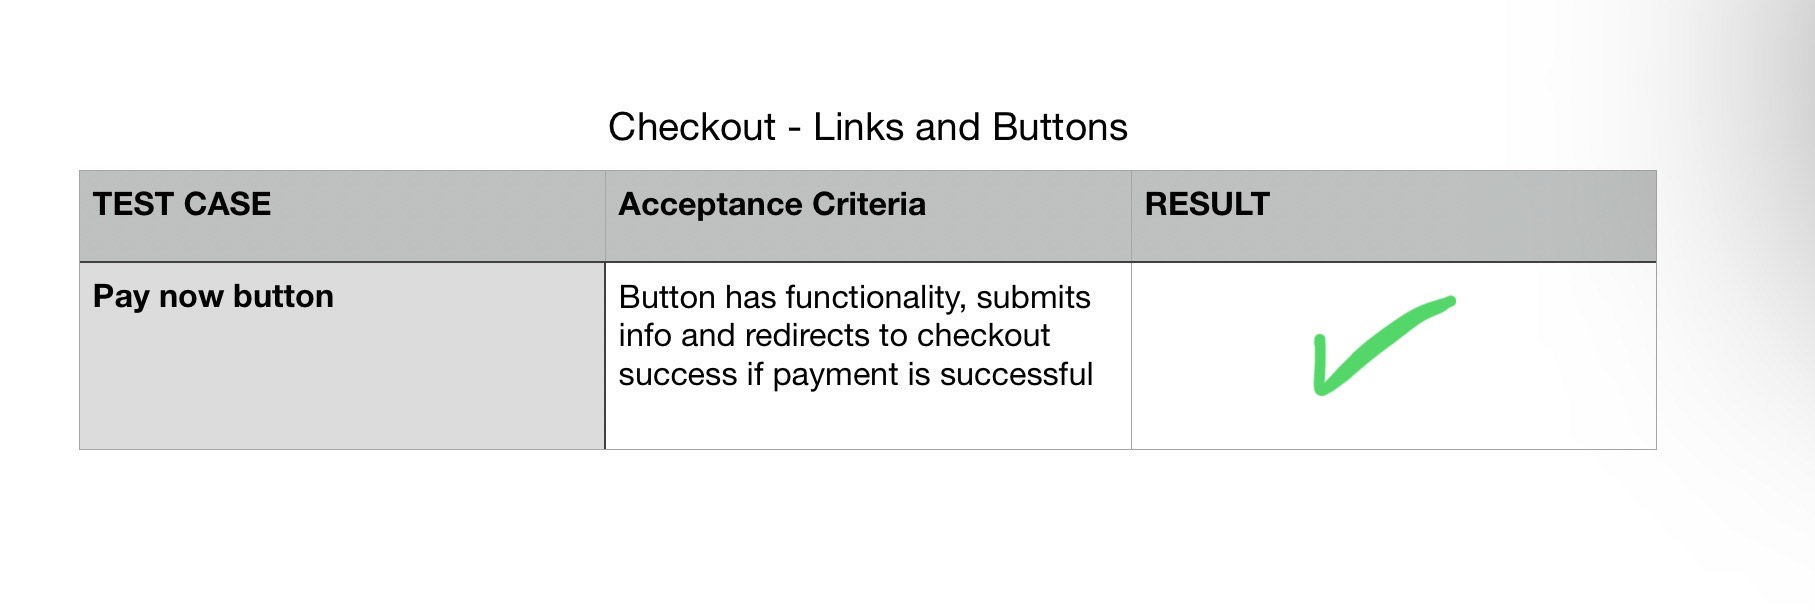 Checkout - Links and Buttons
TEST CASE
Acceptance Criteria
RESULT
Pay now button
Button has functionality, submits
info and redirects to checkout
success if payment is successful